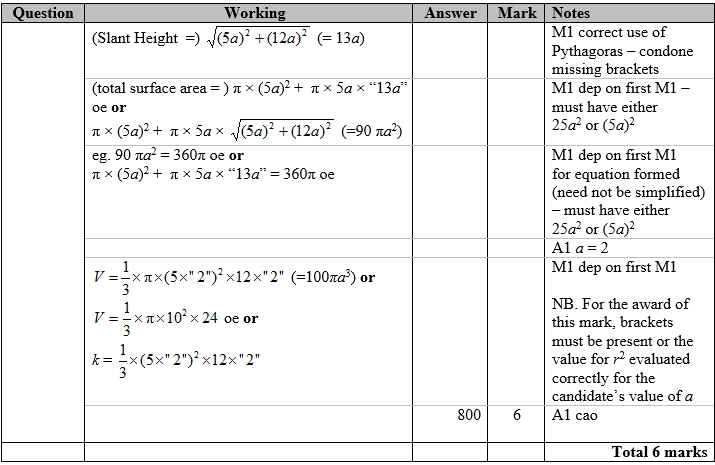 Question Working Answer Mark Notes
(Slant Height =) √((5a)² + (12a)²) (= 13a)
M1 correct use of
Pythagoras – condone
missing brackets
(total surface area = ) π × (5a)² + π × 5a × “13a”
oe or
π × (5a)² + π × 5a × √((5a)² + (12a)²) (=90 πa²)
M1 dep on first M1 –
must have either
25a² or (5a)²
eg. 90 πa² = 360π oe or
π × (5a)² + π × 5a × “13a” = 360π oe
M1 dep on first M1
for equation formed
(need not be simplified)
– must have either
25a² or (5a)²
A1 a = 2
V = 1/3 × π × (5×"2")² × 12 × "2" (=100πa³) or
V = 1/3 × π × 10² × 24 oe or
k = 1/3 × (5×"2")² × 12 × "2"
M1 dep on first M1
NB. For the award of
this mark, brackets
must be present or the
value for r² evaluated
correctly for the
candidate’s value of a
800 6 A1 cao
Total 6 marks